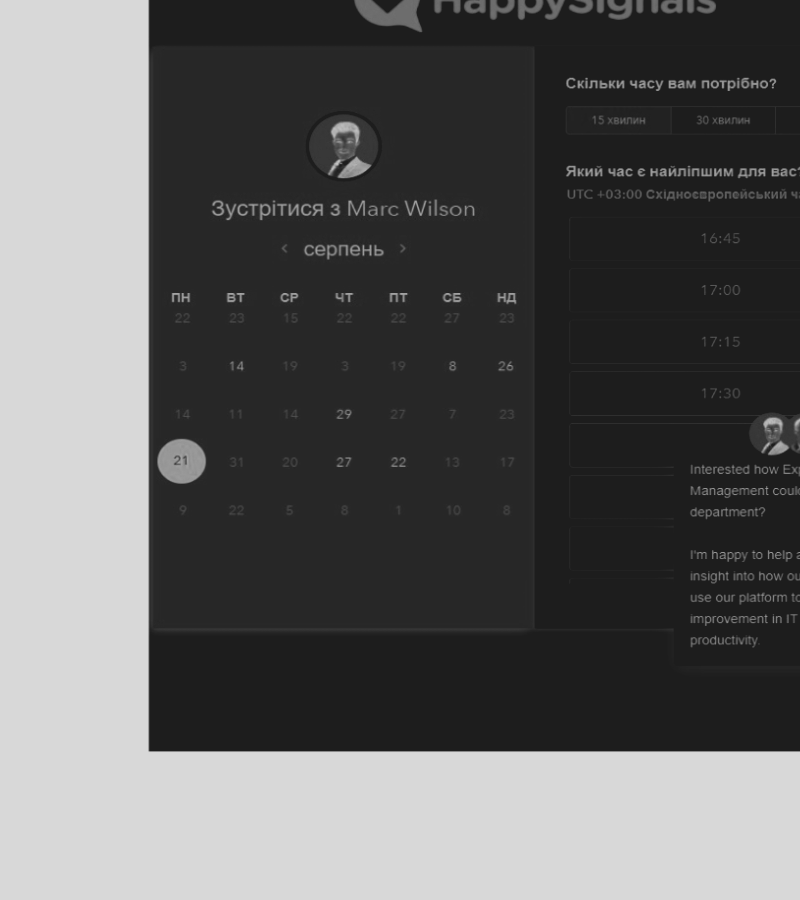 HappySignals
Зустрітися з Marc Wilson
< серпень >
ПН ВТ СР ЧТ ПТ СБ НД
22 23 15 22 22 27 23
3 14 19 3 19 8 26
14 11 14 29 27 7 23
21 31 20 27 22 13 17
9 22 5 8 1 10 8
Скільки часу вам потрібно?
15 хвилин 30 хвилин
Який час є найліпшим для вас?
UTC +03:00 Східноєвропейський
16:45
17:00
17:15
17:30
Interested how
Management
department?
I'm happy to help
insight into how
use our platform to
improvement in IT
productivity.